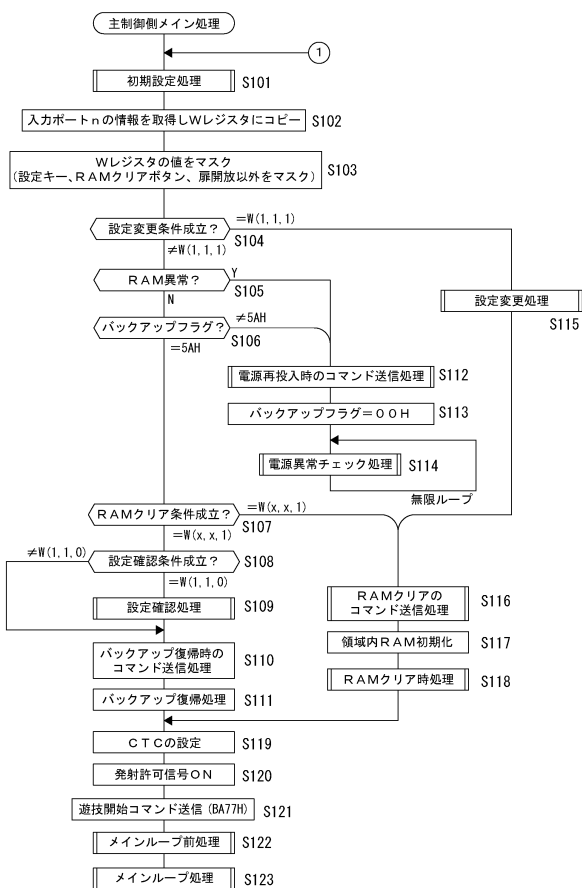 主制御側メイン処理
1
初期設定処理 S101
入力ポートnの情報を取得しWレジスタにコピー S102
Wレジスタの値をマスク
(設定キー、RAMクリアボタン、扉開放以外をマスク) S103
設定変更条件成立? =W(1,1,1)
≠W(1,1,1) S104
RAM異常? Y
N S105
設定変更処理
S115
バックアップフラグ? ≠5AH
=5AH S106
電源再投入時のコマンド送信処理 S112
バックアップフラグ=00H S113
電源異常チェック処理 S114
無限ループ
RAMクリア条件成立? =W(x,x,1)
=W(x,x,1) S107
≠W(1,1,0) 設定確認条件成立? S108
=W(1,1,0)
設定確認処理 S109
RAMクリアの
コマンド送信処理 S116
領域内RAM初期化 S117
RAMクリア時処理 S118
バックアップ復帰時の
コマンド送信処理 S110
バックアップ復帰処理 S111
CTCの設定 S119
発射許可信号ON S120
遊技開始コマンド送信(BA77H) S121
メインループ前処理 S122
メインループ処理 S123